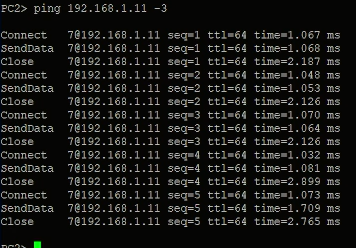 PC2> ping 192.168.1.11 -3
Connect 7@192.168.1.11 seq=1 ttl=64 time=1.067 ms
SendData 7@192.168.1.11 seq=1 ttl=64 time=1.068 ms
Close 7@192.168.1.11 seq=1 ttl=64 time=2.187 ms
Connect 7@192.168.1.11 seq=2 ttl=64 time=1.048 ms
SendData 7@192.168.1.11 seq=2 ttl=64 time=1.053 ms
Close 7@192.168.1.11 seq=2 ttl=64 time=2.126 ms
Connect 7@192.168.1.11 seq=3 ttl=64 time=1.070 ms
SendData 7@192.168.1.11 seq=3 ttl=64 time=1.064 ms
Close 7@192.168.1.11 seq=3 ttl=64 time=2.126 ms
Connect 7@192.168.1.11 seq=4 ttl=64 time=1.032 ms
SendData 7@192.168.1.11 seq=4 ttl=64 time=1.081 ms
Close 7@192.168.1.11 seq=4 ttl=64 time=2.899 ms
Connect 7@192.168.1.11 seq=5 ttl=64 time=1.073 ms
SendData 7@192.168.1.11 seq=5 ttl=64 time=1.709 ms
Close 7@192.168.1.11 seq=5 ttl=64 time=2.765 ms
PC2>